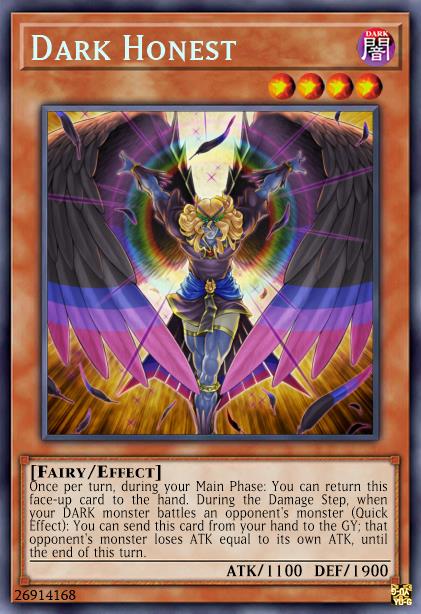 Dark Honest
DARK
闇
[Fairy/Effect]
Once per turn, during your Main Phase: You can return this
face-up card to the hand. During the Damage Step, when
your DARK monster battles an opponent's monster (Quick
Effect): You can send this card from your hand to the GY; that
opponent's monster loses ATK equal to its own ATK, until
the end of this turn.
ATK/1100 DEF/1900
26914168